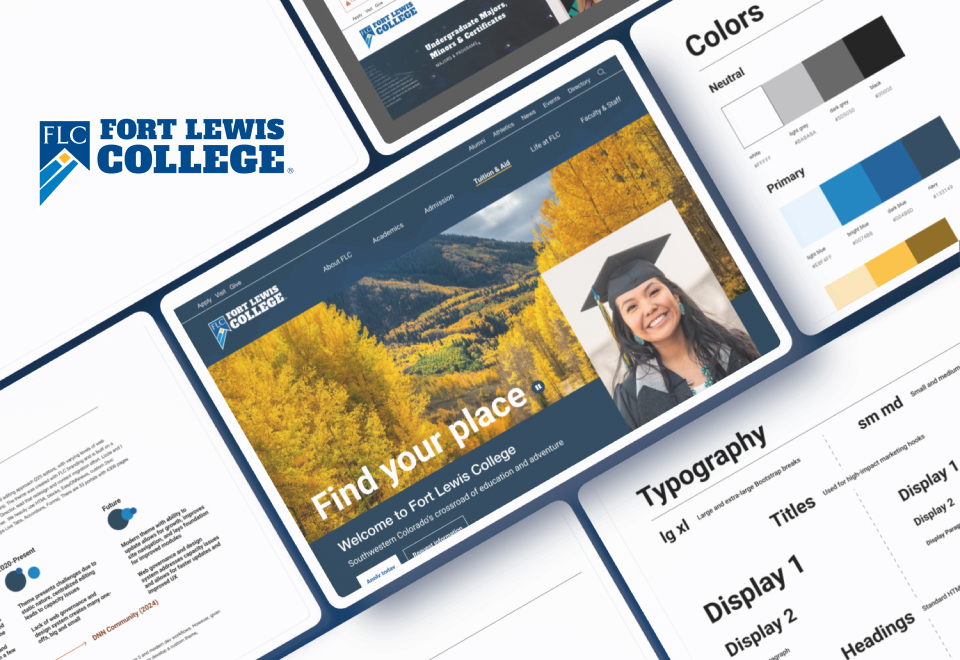 FLC
FORT LEWIS
COLLEGE®
Apply Visit Give
FORT LEWIS
COLLEGE
Undergraduate Majors,
Minors & Certificates
MAJORS & PROGRAMS
Apply Visit Give
Alumni Athletics News Events Directory
About FLC Academics Admission Tuition & Aid Life at FLC Faculty & Staff
FLC
FORT LEWIS
COLLEGE
Find your place
Welcome to Fort Lewis College
Southwestern Colorado's crossroad of education and adventure
Apply today Request information
Colors
Neutral
white
#FFFFF
light grey
#BABABA
dark grey
#505050
black
#00000
Primary
light blue
bright blue
dark blue
navy
#133149
Typography
lg xl
Large and extra-large Bootstrap breaks
sm md
Small and medium
Titles
Used for high-impact marketing hooks
Display 1
Display 2
Display 1
Display 2
Display Parag
Headings
Standard HTM
2020-Present
Theme presents challenges due to
static nature, centralized editing
leads to capacity issues
Lack of web governance and
design system creates many one-
offs, big and small
DNN Community (2024)
Future
Modern theme with ability to
update allows for growth, improves
site navigation, and lays foundation
for improved modules
Web governance and design
system addresses capacity issues
and allows for faster updates and
improved UX